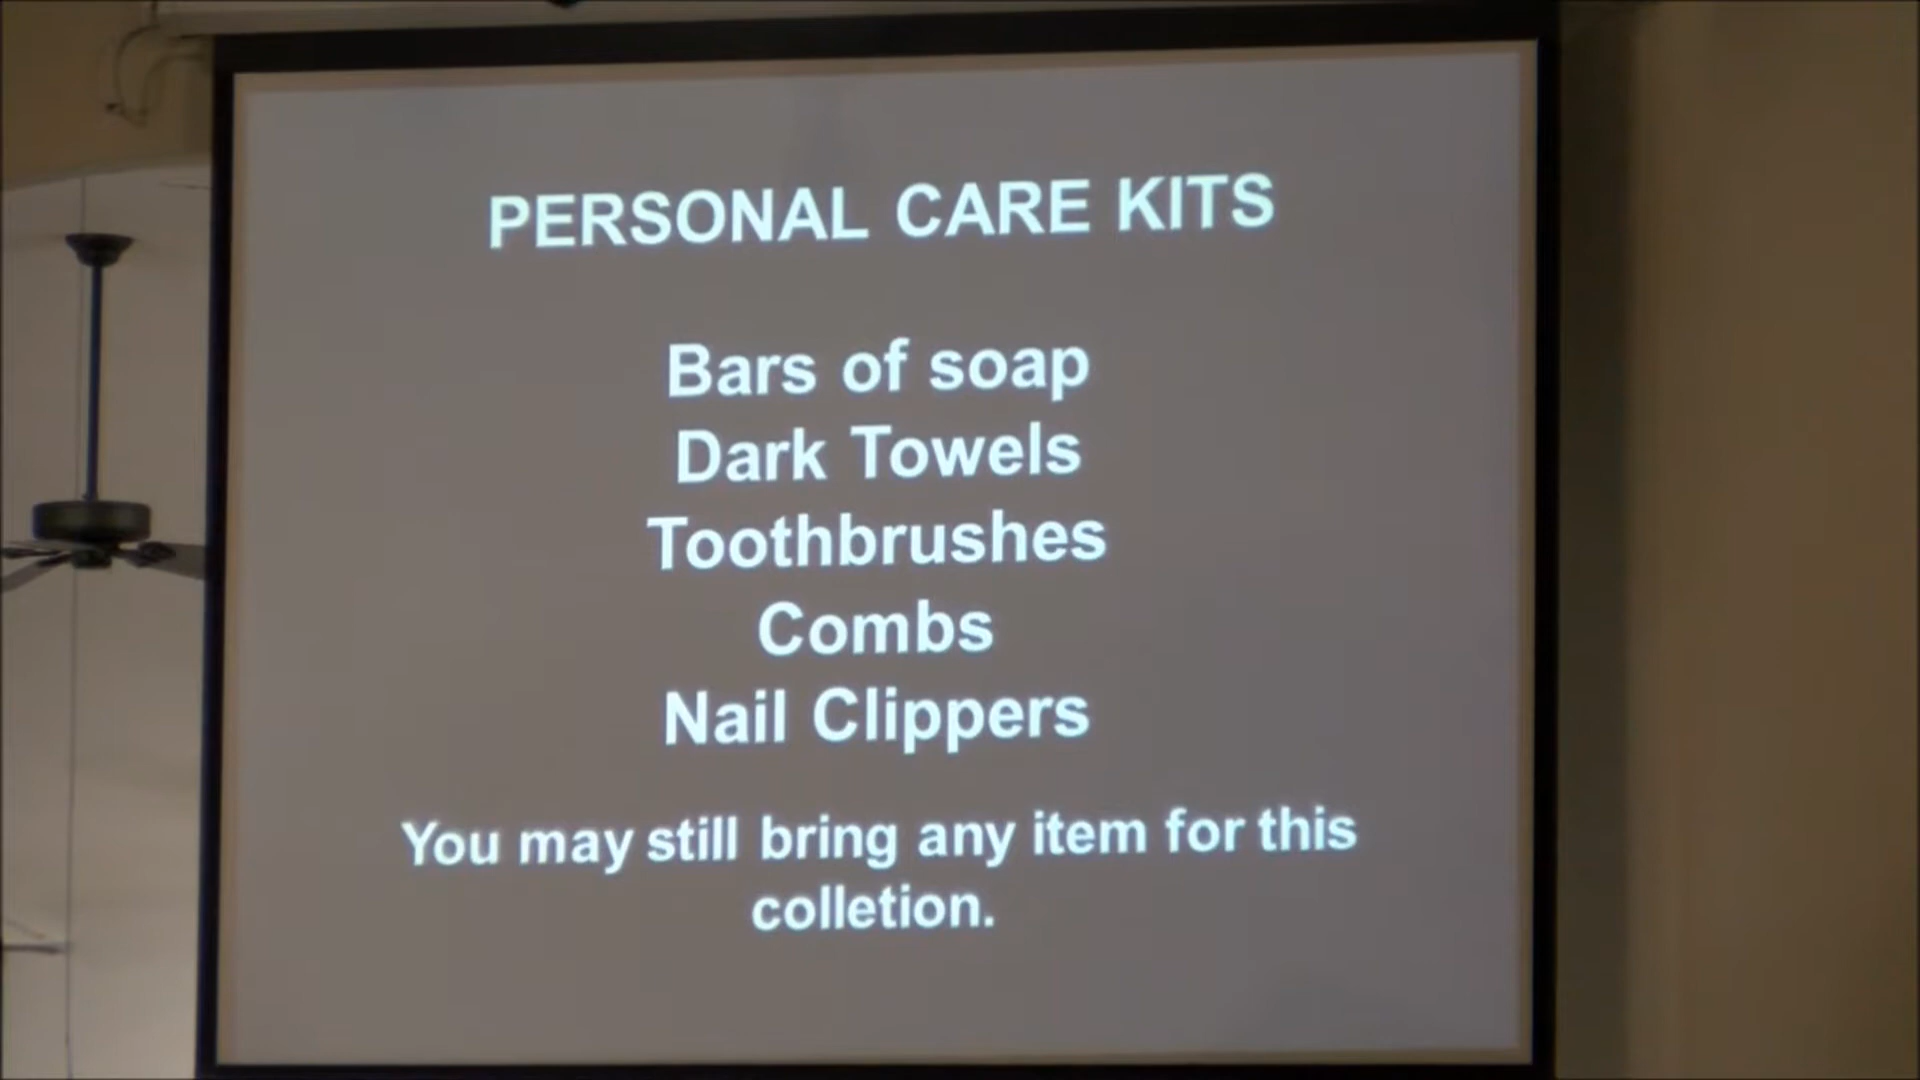 PERSONAL CARE KITS
Bars of soap
Dark Towels
Toothbrushes
Combs
Nail Clippers
You may still bring any item for this
colletion.